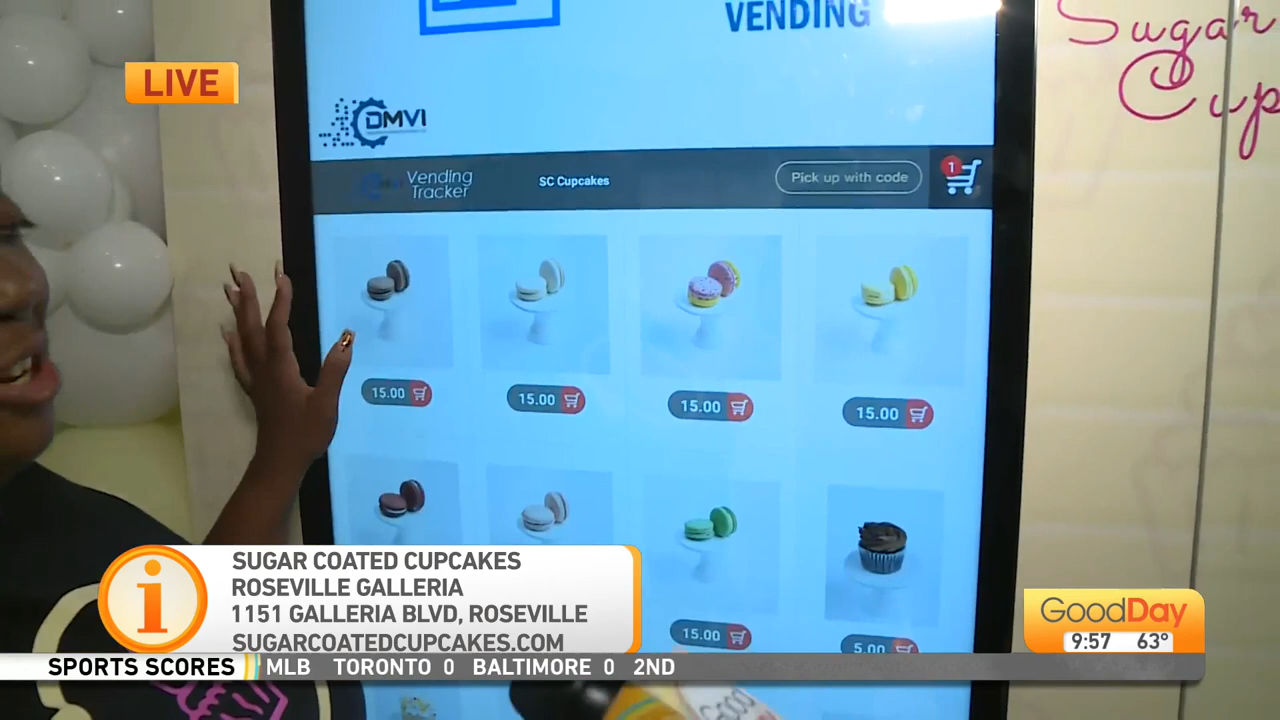 VENDING
Sugar
Cup
LIVE
DMVI
Vending
Tracker
SC Cupcakes
Pick up with code
1
15.00
15.00
15.00
15.00
15.00
5.00
SUGAR COATED CUPCAKES
ROSEVILLE GALLERIA
1151 GALLERIA BLVD, ROSEVILLE
SUGARCOATEDCUPCAKES.COM
i
GoodDay
9:57 63°
SPORTS SCORES MLB TORONTO 0 BALTIMORE 0 2ND
Good